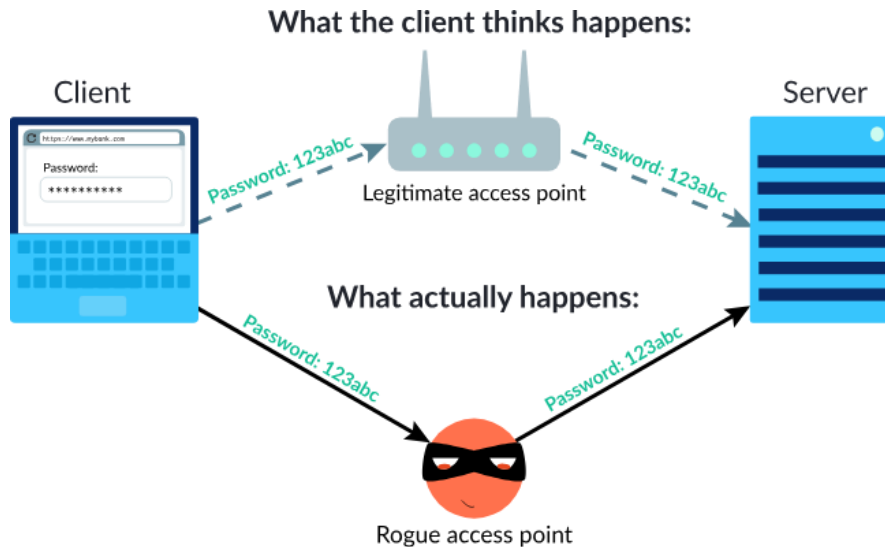 What the client thinks happens:
Client
Server
https://www.mybank.com
Password:
**********
Password: 123abc
Password: 123abc
Legitimate access point
What actually happens:
Password: 123abc
Password: 123abc
Rogue access point